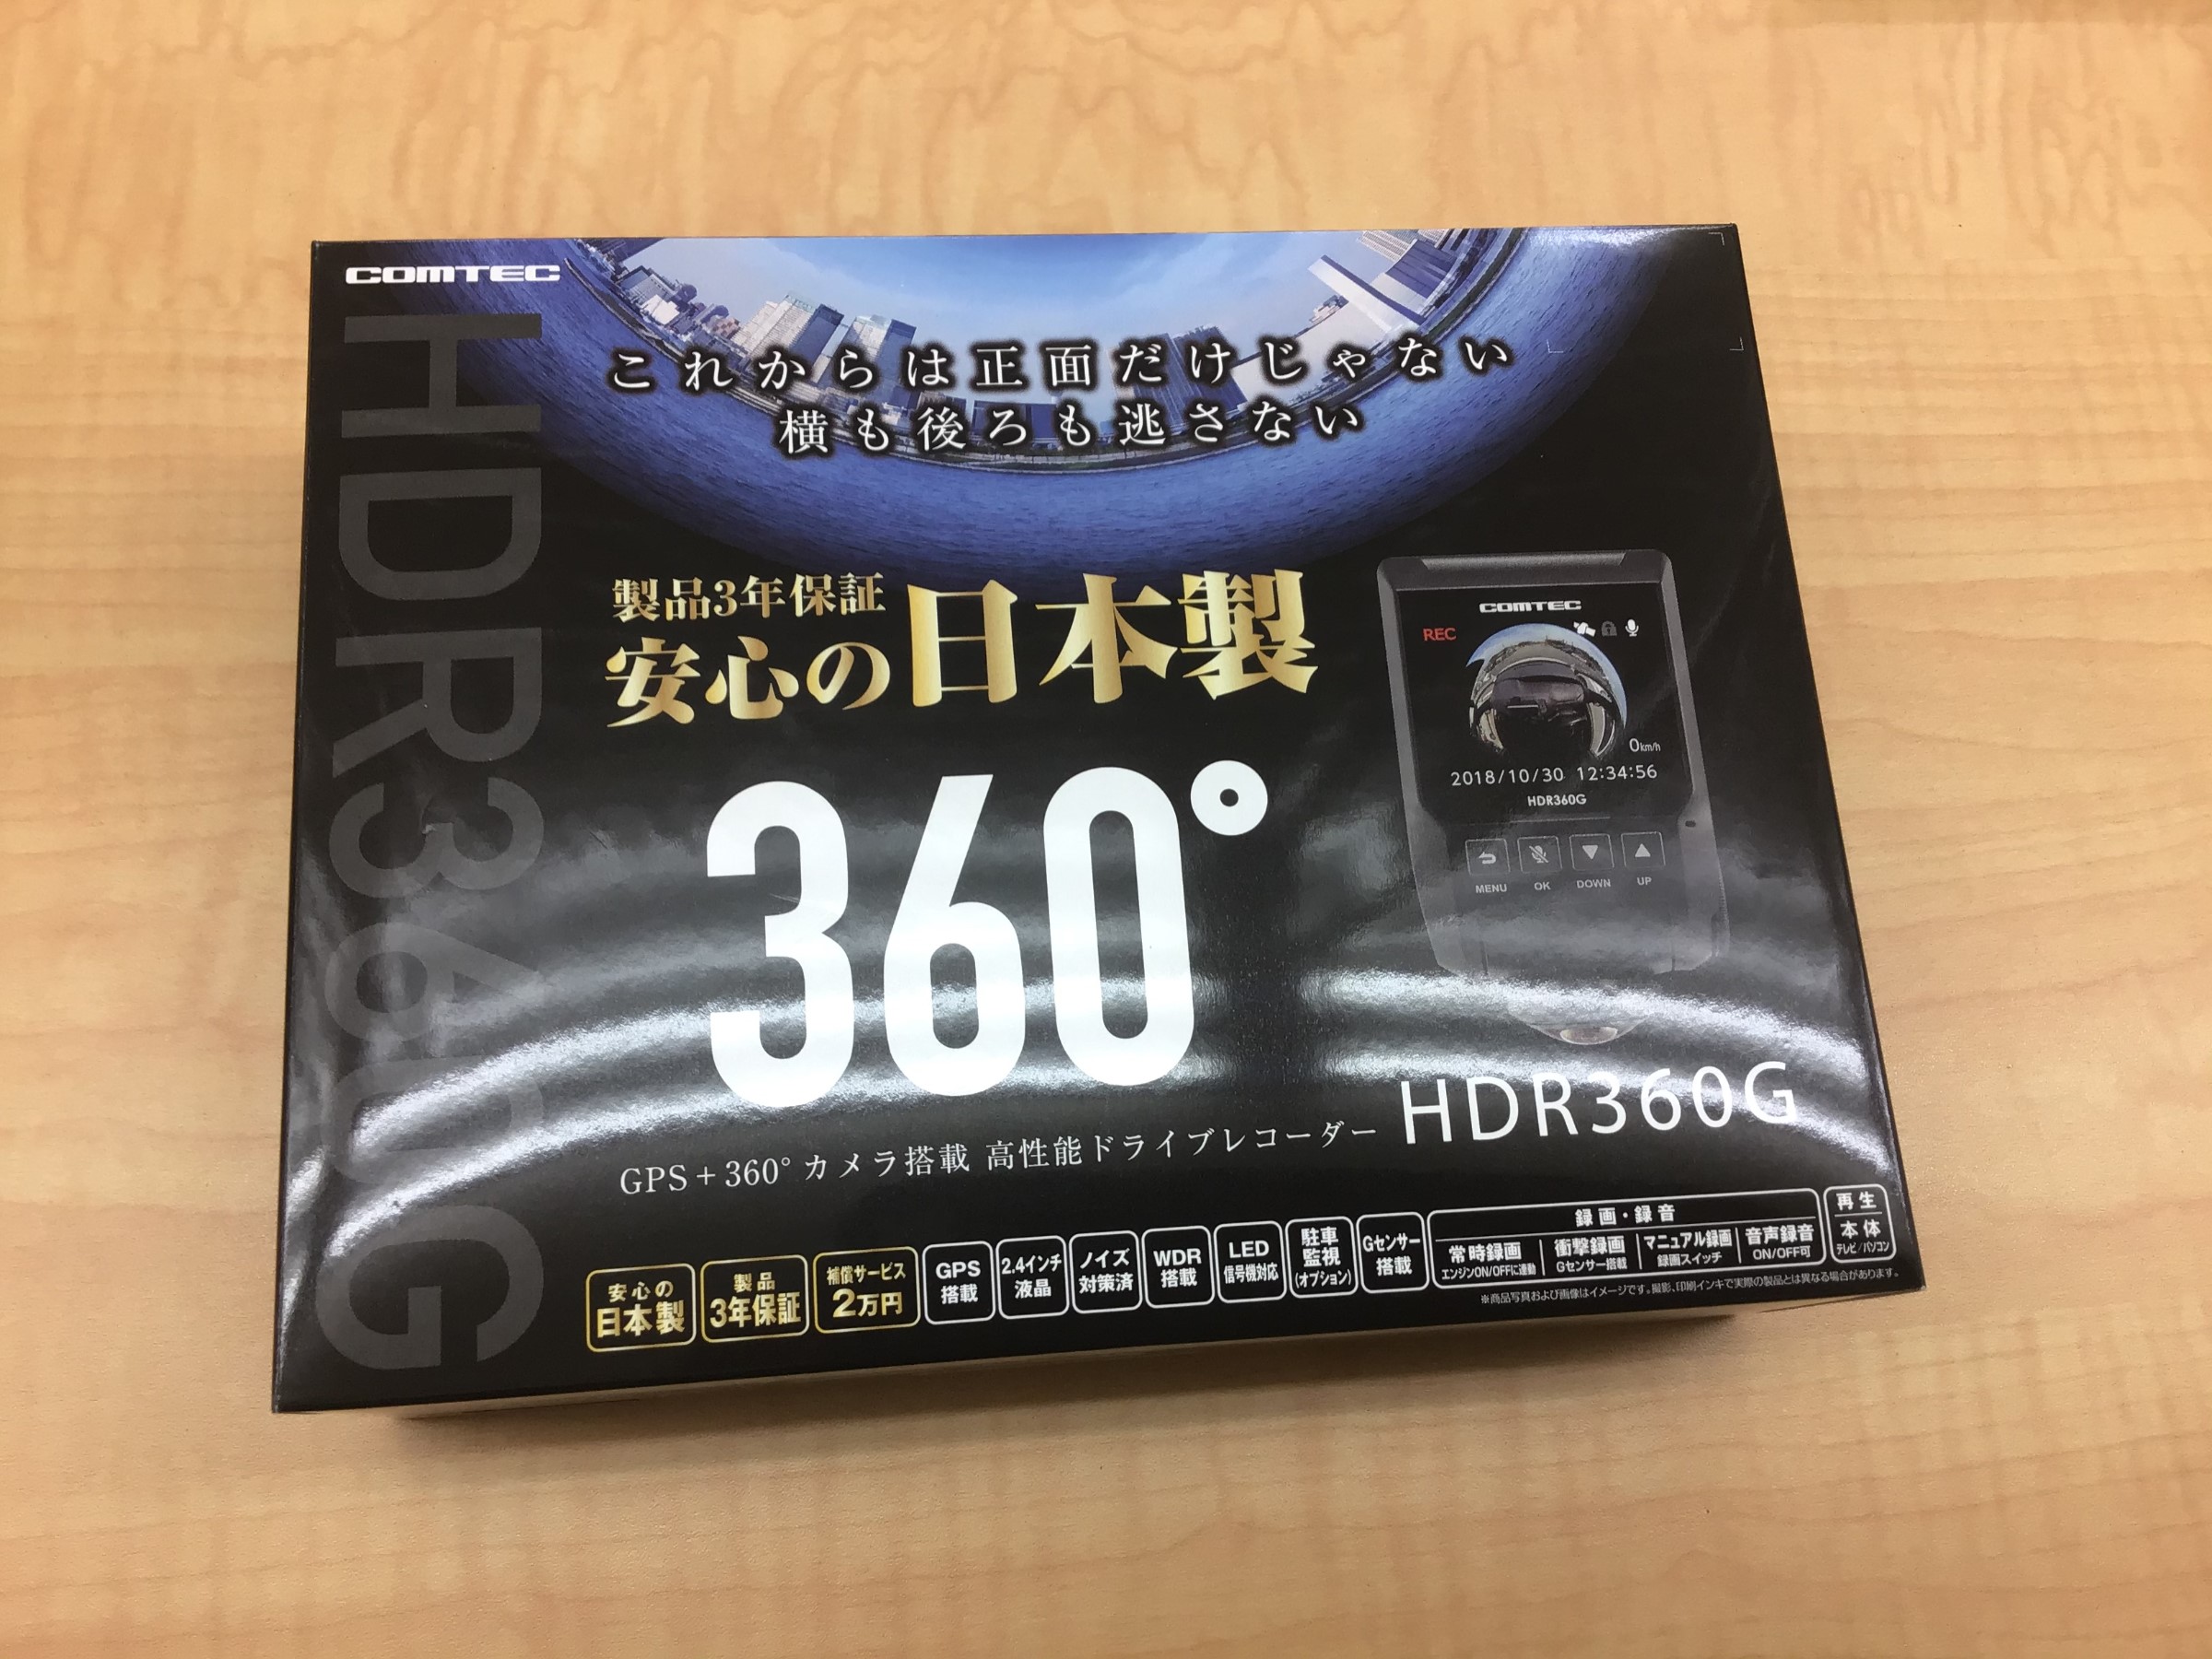 COMTEC
HDR360G
これからは正面だけじゃない
横も後ろも逃さない
製品3年保証
安心の日本製
360°
COMTEC
REC
0km/h
2018/10/30 12:34:56
HDR360G
MENU OK DOWN UP
GPS+360°カメラ搭載 高性能ドライブレコーダー HDR360G
安心の
日本製
製品
3年保証
補償サービス
2万円
GPS
搭載
2.4インチ
液晶
ノイズ
対策済
WDR
搭載
LED
信号機対応
駐車
監視
(オプション)
Gセンサー
搭載
録画・録音
常時録画
エンジンON/OFFに連動
衝撃録画
Gセンサー搭載
マニュアル録画
録画スイッチ
音声録音
ON/OFF可
再生
本体
テレビ/パソコン
※商品写真および画像はイメージです。撮影、印刷インキで実際の製品とは異なる場合があります。